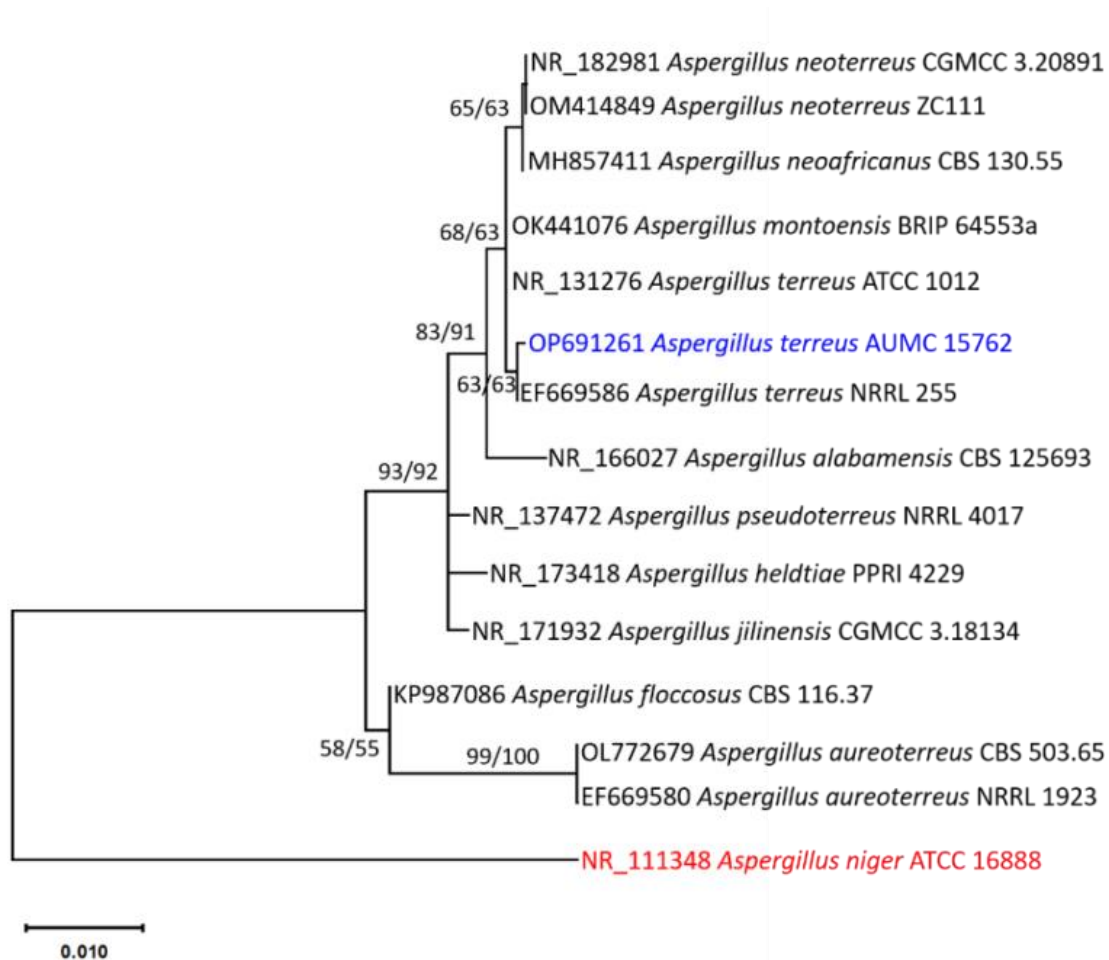 NR_182981 Aspergillus neoterreus CGMCC 3.20891
65/63
OM414849 Aspergillus neoterreus ZC111
MH857411 Aspergillus neoafricanus CBS 130.55
68/63
OK441076 Aspergillus montoensis BRIP 64553a
NR_131276 Aspergillus terreus ATCC 1012
83/91
OP691261 Aspergillus terreus AUMC 15762
63/63
EF669586 Aspergillus terreus NRRL 255
NR_166027 Aspergillus alabamensis CBS 125693
93/92
NR_137472 Aspergillus pseudoterreus NRRL 4017
NR_173418 Aspergillus heldtiae PPRI 4229
NR_171932 Aspergillus jilinensis CGMCC 3.18134
KP987086 Aspergillus floccosus CBS 116.37
58/55
99/100
OL772679 Aspergillus aureoterreus CBS 503.65
EF669580 Aspergillus aureoterreus NRRL 1923
NR_111348 Aspergillus niger ATCC 16888
0.010